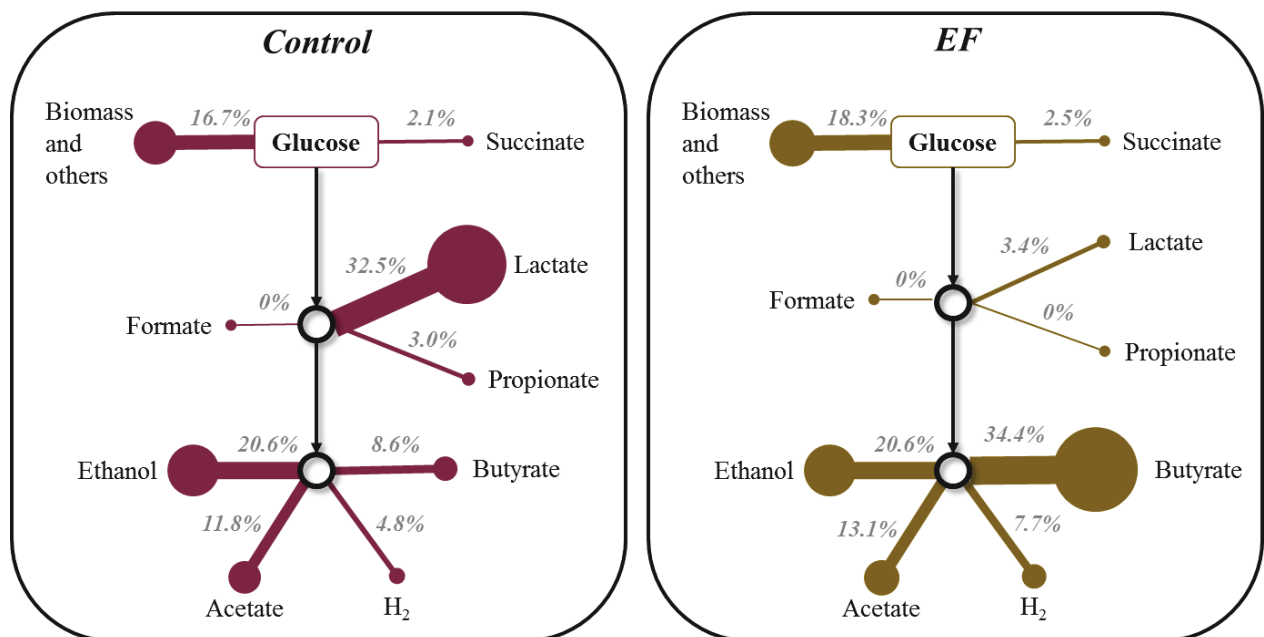 Control
Biomass
and
others
16.7%
Glucose
2.1%
Succinate
32.5%
Lactate
0%
Formate
3.0%
Propionate
20.6%
Ethanol
8.6%
Butyrate
11.8%
4.8%
Acetate
H₂
EF
Biomass
and
others
18.3%
Glucose
2.5%
Succinate
3.4%
Lactate
0%
Formate
0%
Propionate
20.6%
Ethanol
34.4%
Butyrate
13.1%
7.7%
Acetate
H₂